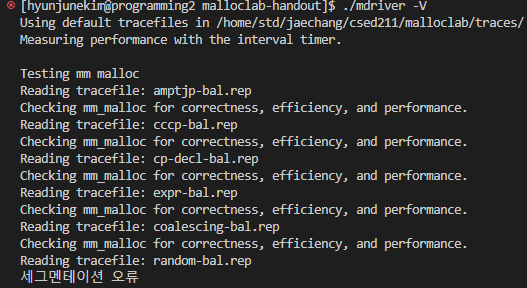 [hyunjunekim@programming2 malloclab-handout]$ ./mdriver -V
Using default tracefiles in /home/std/jaechang/csed211/malloclab/traces/
Measuring performance with the interval timer.
Testing mm malloc
Reading tracefile: amptjp-bal.rep
Checking mm_malloc for correctness, efficiency, and performance.
Reading tracefile: cccp-bal.rep
Checking mm_malloc for correctness, efficiency, and performance.
Reading tracefile: cp-decl-bal.rep
Checking mm_malloc for correctness, efficiency, and performance.
Reading tracefile: expr-bal.rep
Checking mm_malloc for correctness, efficiency, and performance.
Reading tracefile: coalescing-bal.rep
Checking mm_malloc for correctness, efficiency, and performance.
Reading tracefile: random-bal.rep
세그멘테이션 오류